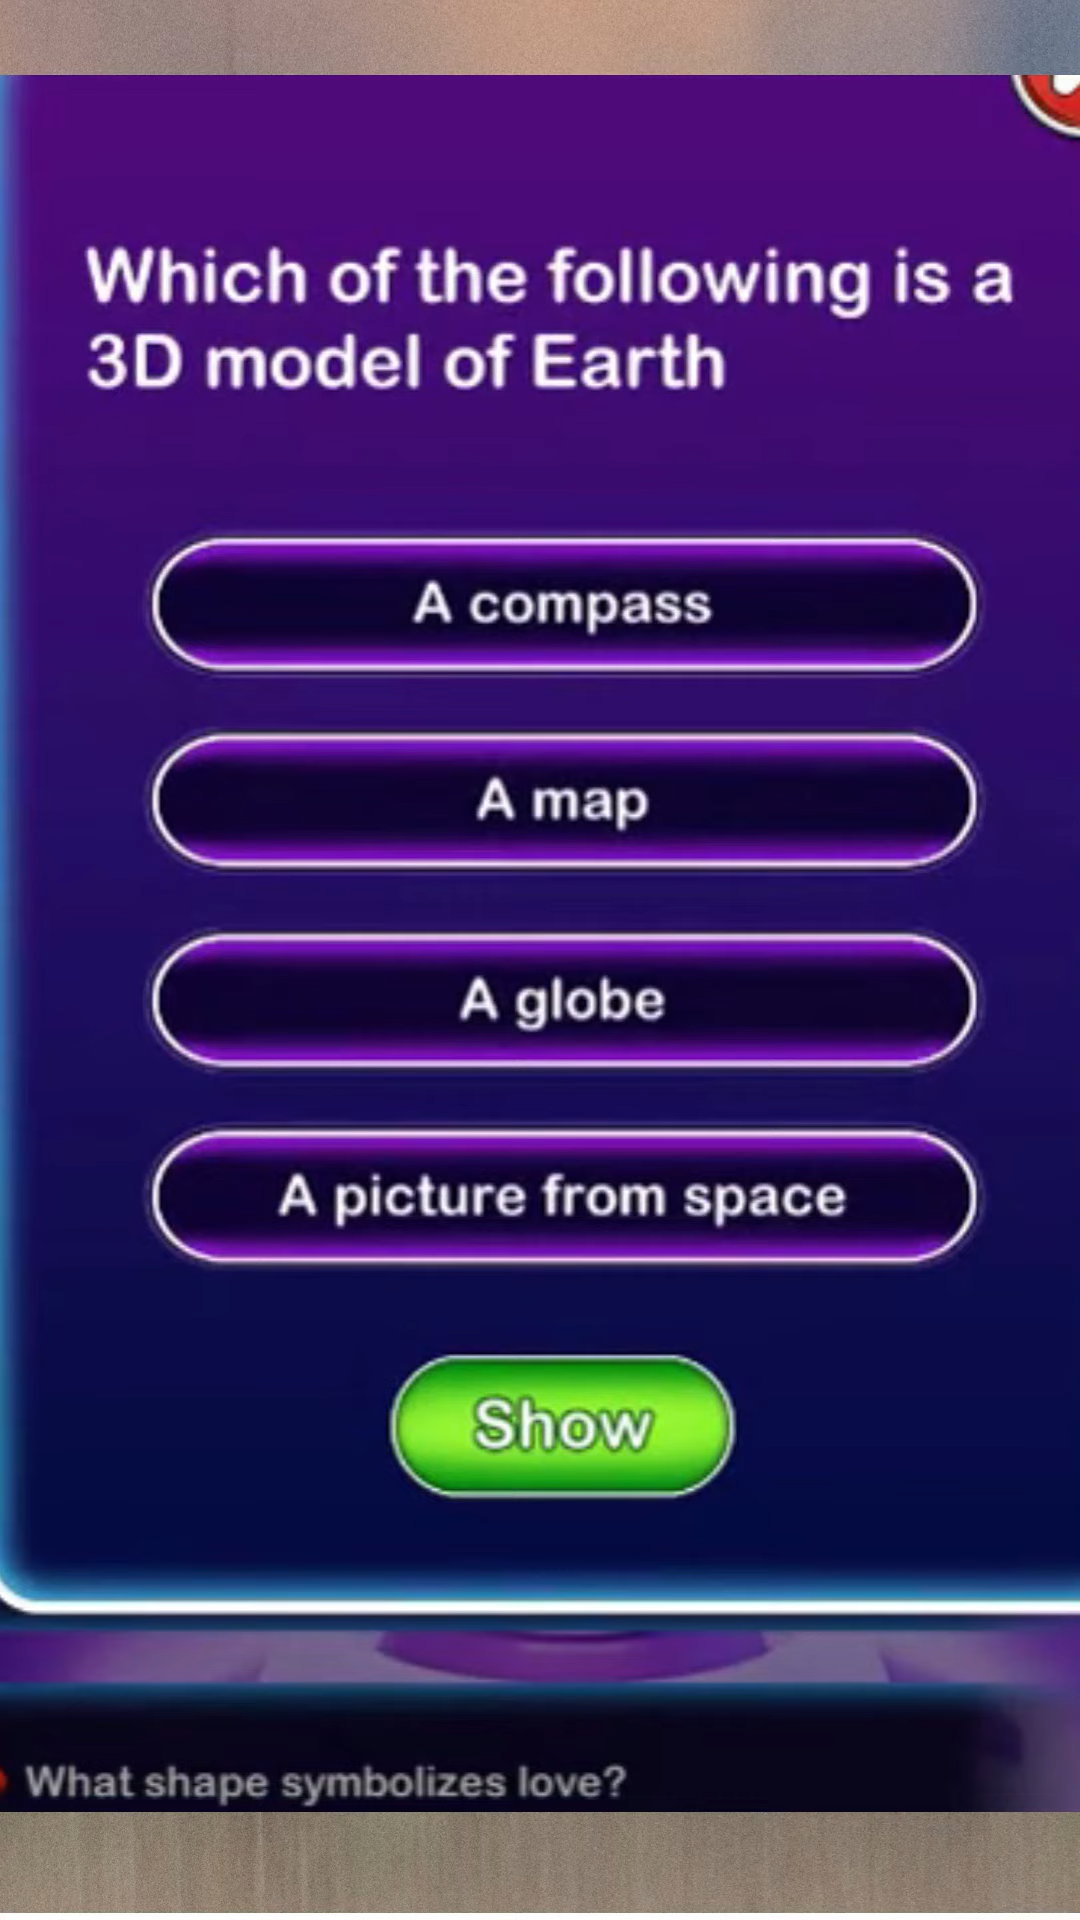 Which of the following is a
3D model of Earth
A compass
A map
A globe
A picture from space
Show
What shape symbolizes love?